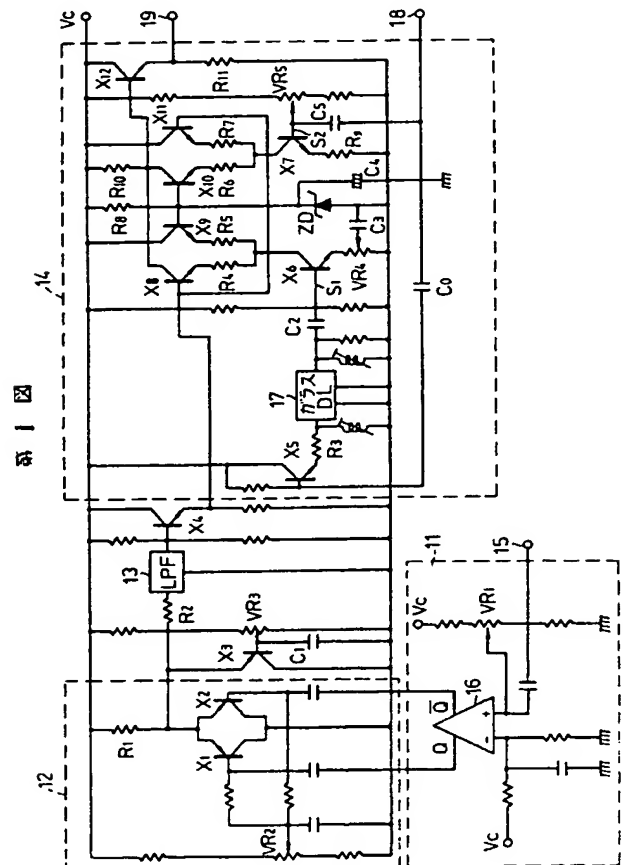 第1図
14
Vc
19
18
X12
R11
VR5
X11
R7
C5
S2
X7
R9
R10
X10
R6
R8
C4
X9
R5
ZD
C3
X8
R4
X6
VR4
S1
C2
C0
17
ガラス
DL
R3
X5
X4
13
LPF
R2
VR3
X3
C1
12
R1
X2
X1
VR2
11
15
Vc
VR1
16
Q
Q̄
+
-
Vc